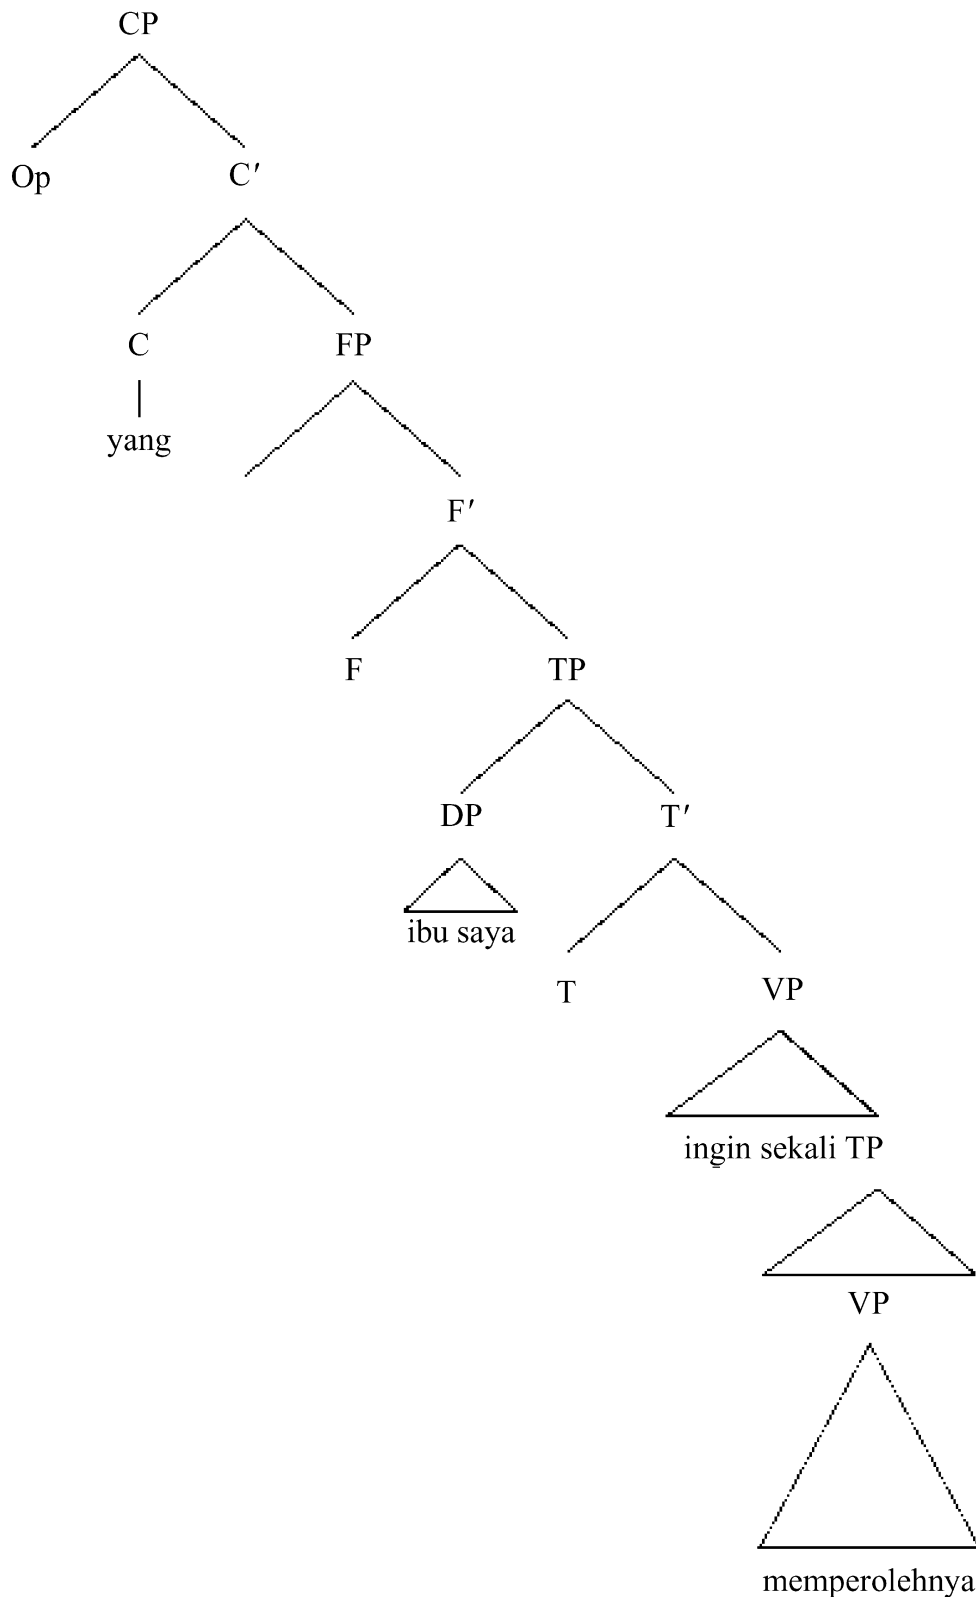 CP
Op C′
C FP
yang
F′
F TP
DP T′
ibu saya
T VP
ingin sekali TP
VP
memperolehnya